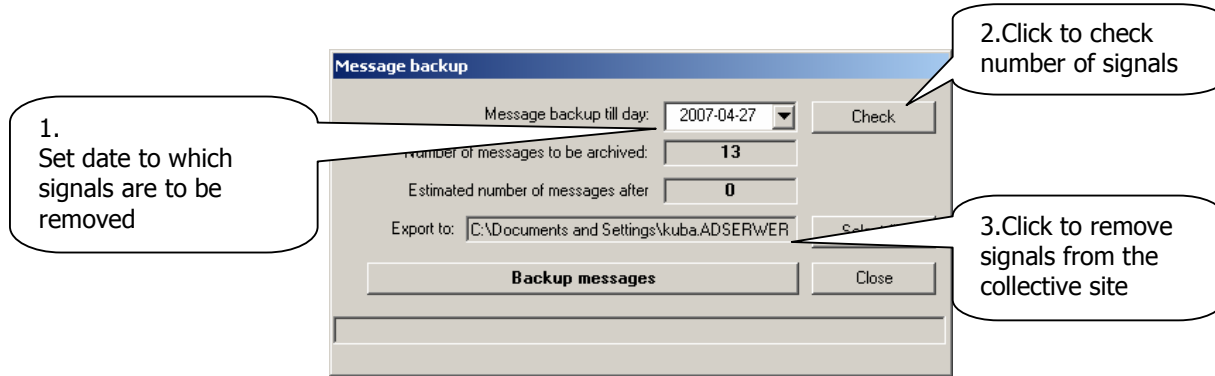 2.Click to check
number of signals
Message backup
Message backup till day: 2007-04-27 Check
1.
Set date to which
signals are to be
removed
Number of messages to be archived: 13
Estimated number of messages after 0
Export to: C:\Documents and Settings\kuba.ADSERWER
3.Click to remove
signals from the
collective site
Backup messages Close